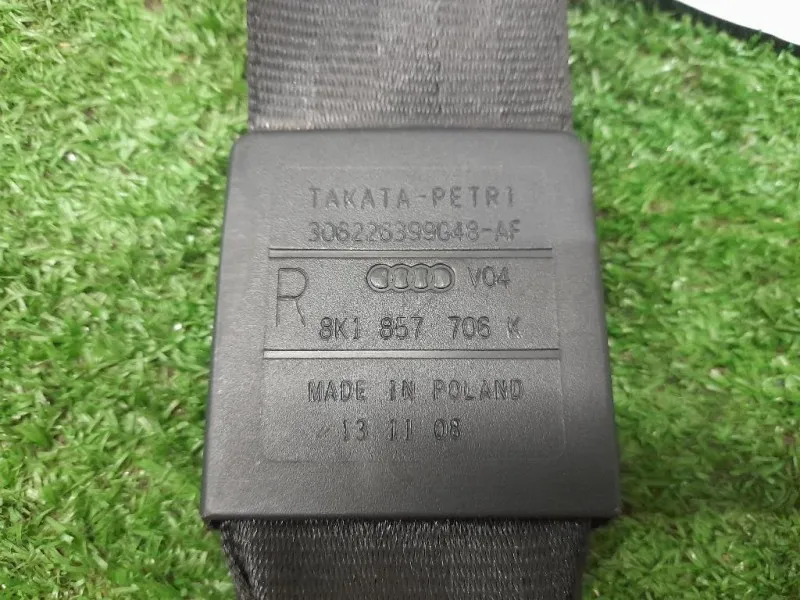 TAKATA-PETRI
306226399G48-AF
R V04
8K1 857 706 K
MADE IN POLAND
13 11 08